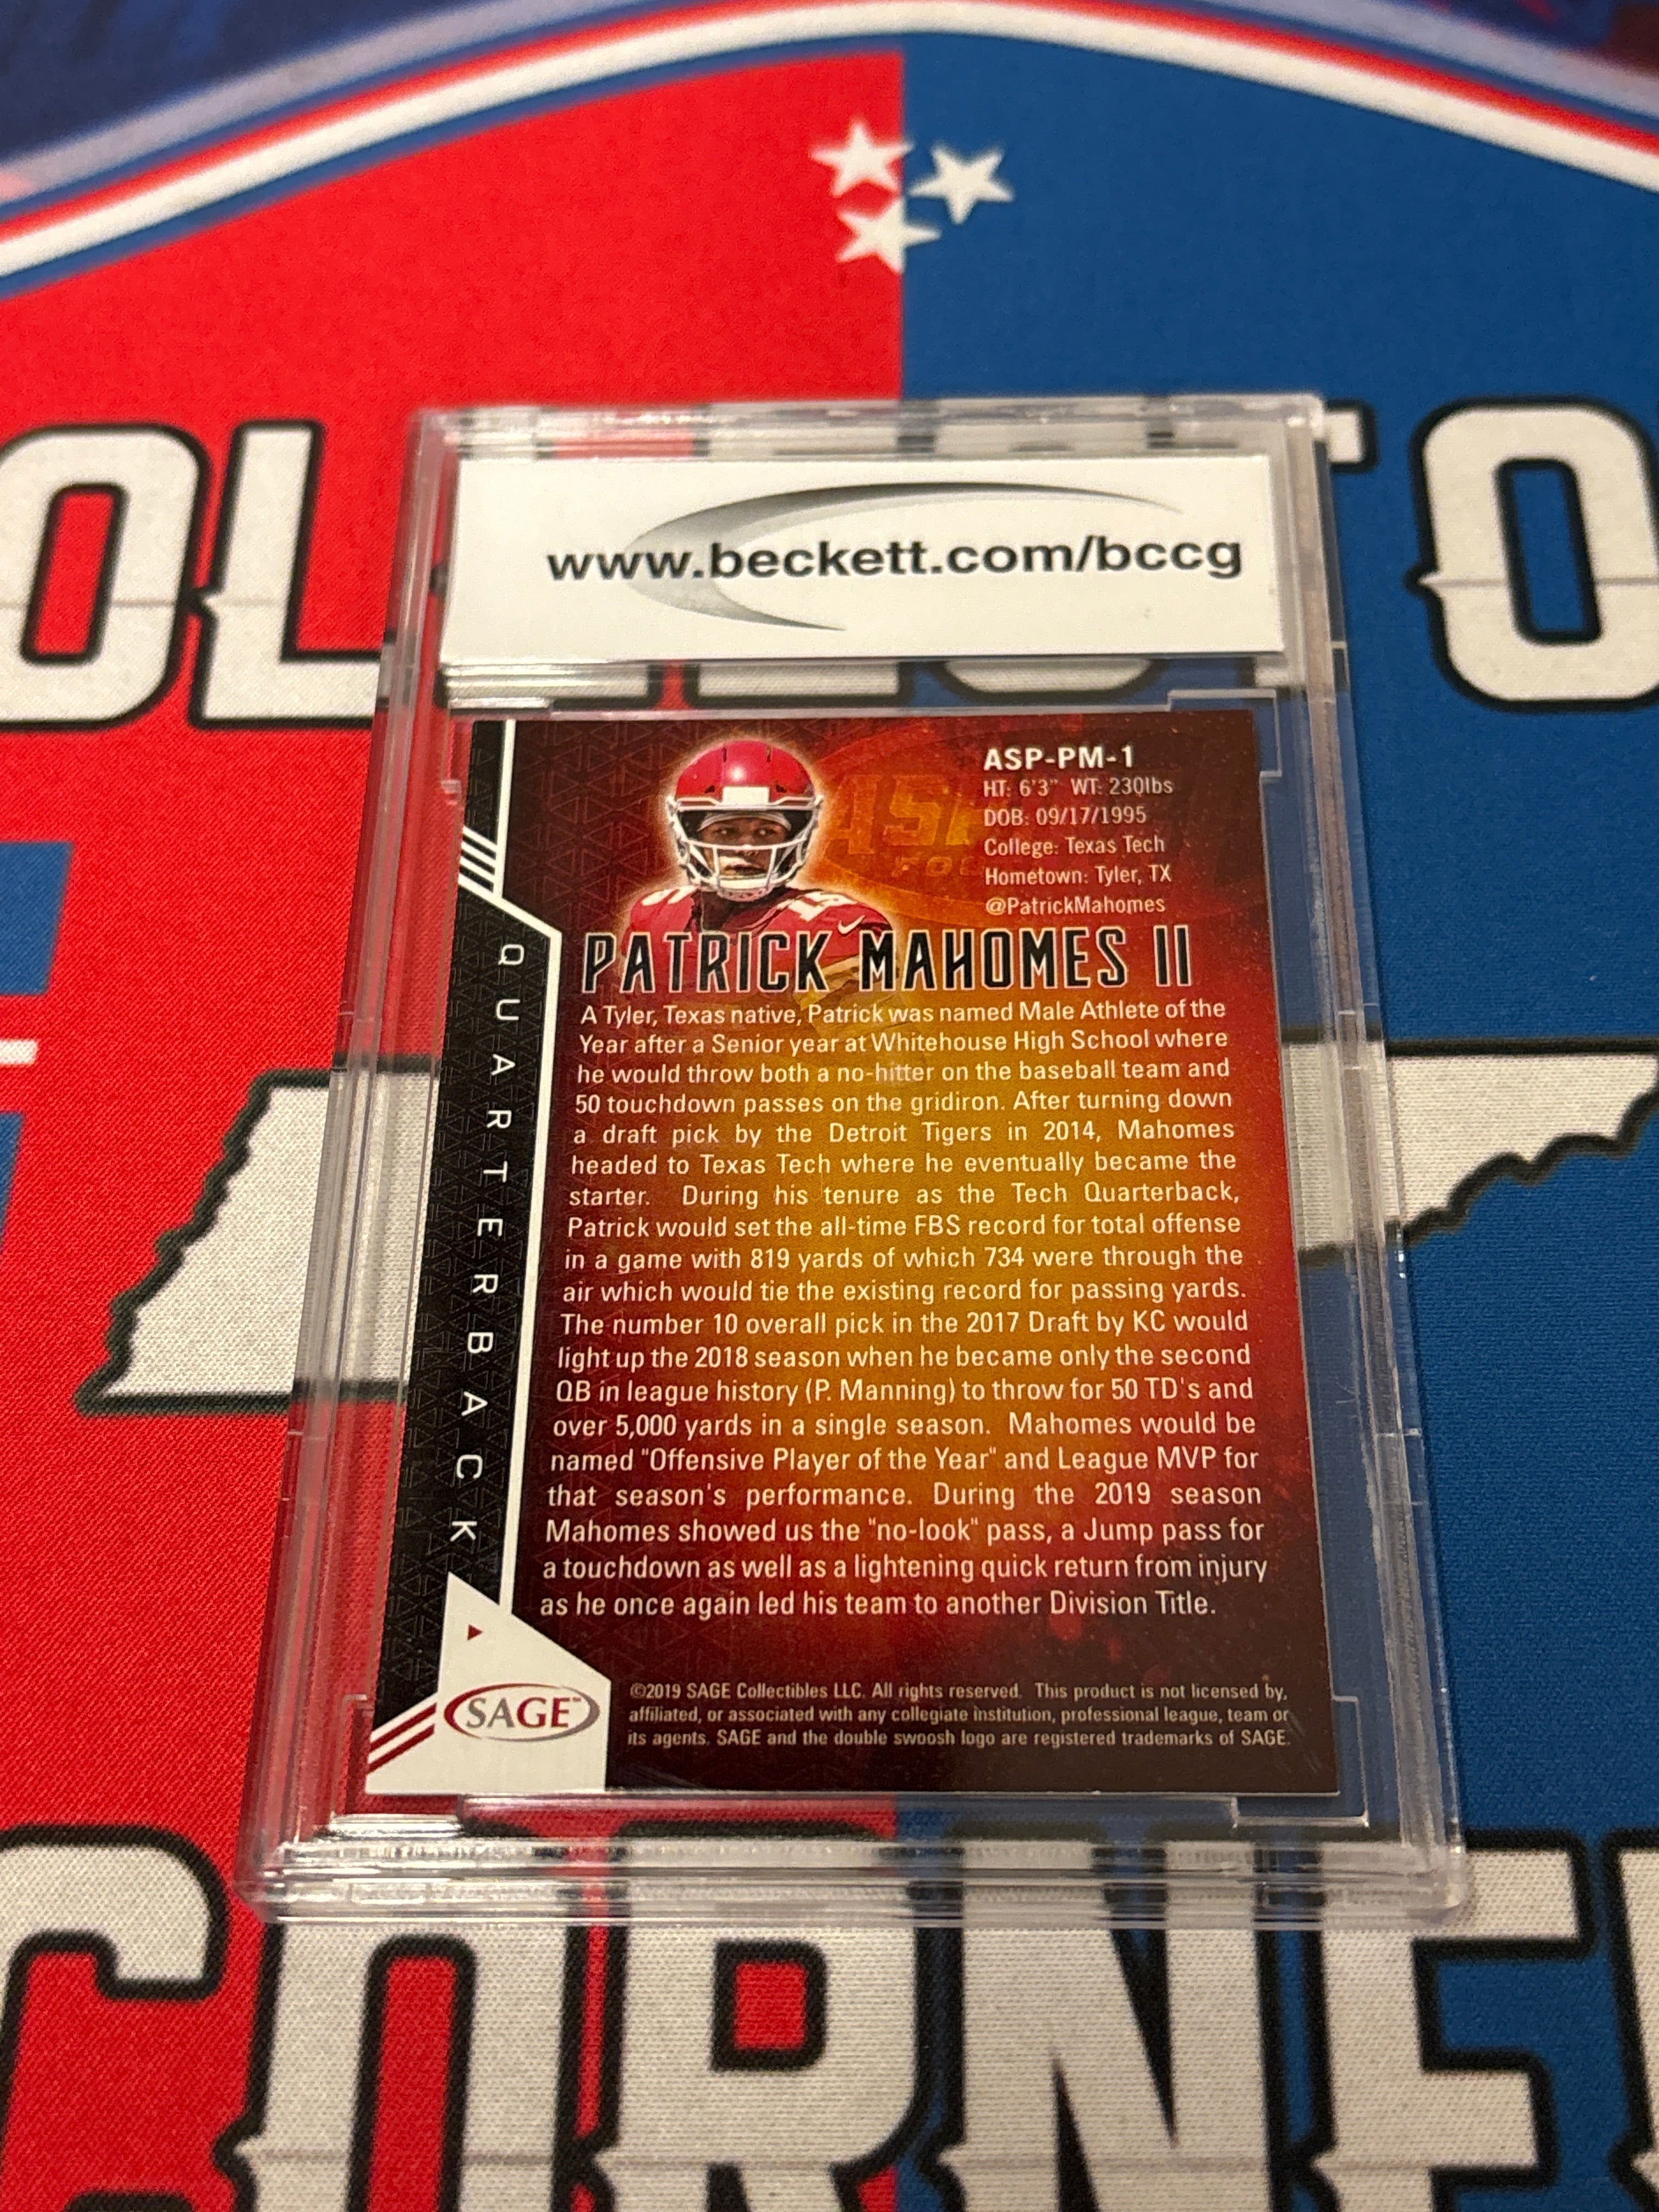 www.beckett.com/bccg
ASP-PM-1
HT: 6'3" WT: 230lbs
DOB: 09/17/1995
College: Texas Tech
Hometown: Tyler, TX
@PatrickMahomes
QUARTERBACK
PATRICK MAHOMES II
A Tyler, Texas native, Patrick was named Male Athlete of the
Year after a Senior year at Whitehouse High School where
he would throw both a no-hitter on the baseball team and
50 touchdown passes on the gridiron. After turning down
a draft pick by the Detroit Tigers in 2014, Mahomes
headed to Texas Tech where he eventually became the
starter. During his tenure as the Tech Quarterback,
Patrick would set the all-time FBS record for total offense
in a game with 819 yards of which 734 were through the
air which would tie the existing record for passing yards.
The number 10 overall pick in the 2017 Draft by KC would
light up the 2018 season when he became only the second
QB in league history (P. Manning) to throw for 50 TD's and
over 5,000 yards in a single season. Mahomes would be
named "Offensive Player of the Year" and League MVP for
that season's performance. During the 2019 season
Mahomes showed us the "no-look" pass, a Jump pass for
a touchdown as well as a lightening quick return from injury
as he once again led his team to another Division Title.
SAGE™
©2019 SAGE Collectibles LLC. All rights reserved. This product is not licensed by,
affiliated, or associated with any collegiate institution, professional league, team or
its agents. SAGE and the double swoosh logo are registered trademarks of SAGE.